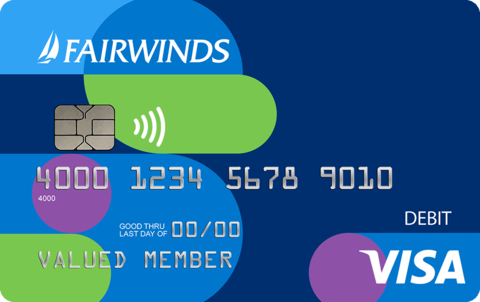 FAIRWINDS
4000 1234 5678 9010
4000
DEBIT
GOOD THRU
LAST DAY OF 00/00
VALUED MEMBER
VISA